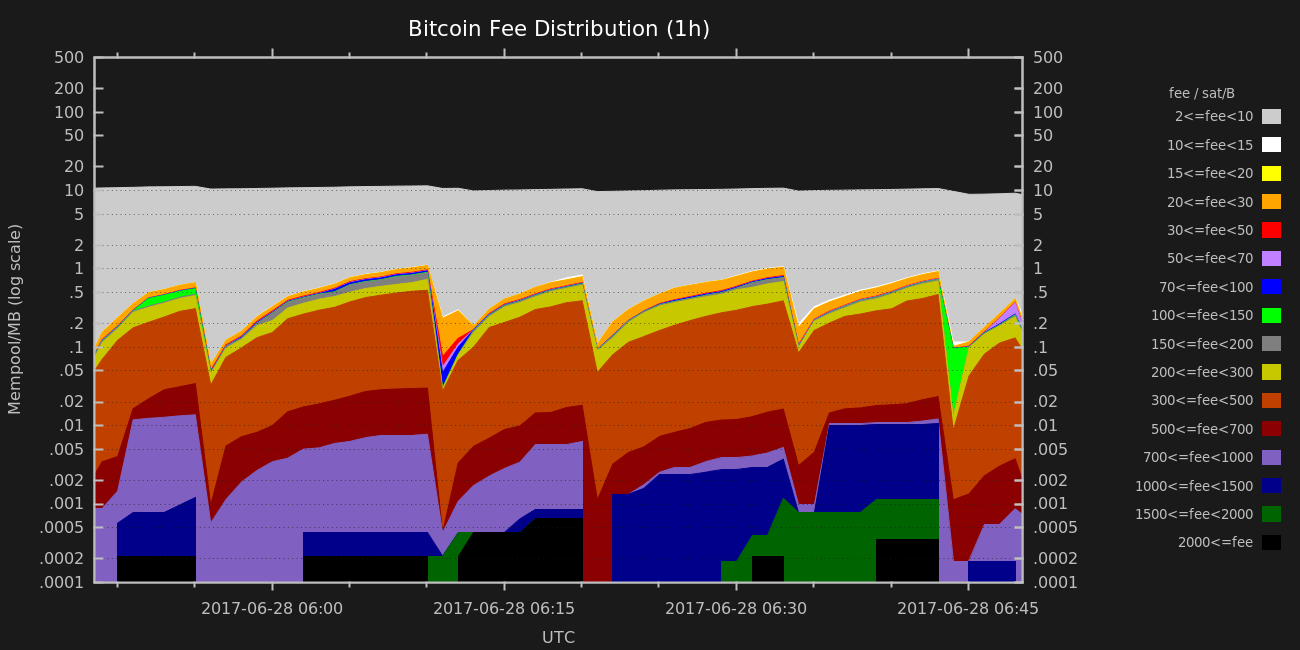 Bitcoin Fee Distribution (1h)
Mempool/MB (log scale)
500
200
100
50
20
10
5
2
1
.5
.2
.1
.05
.02
.01
.005
.002
.001
.0005
.0002
.0001
500
200
100
50
20
10
5
2
1
.5
.2
.1
.05
.02
.01
.005
.002
.001
.0005
.0002
.0001
2017-06-28 06:00 2017-06-28 06:15 2017-06-28 06:30 2017-06-28 06:45
UTC
fee / sat/B
2<=fee<10
10<=fee<15
15<=fee<20
20<=fee<30
30<=fee<50
50<=fee<70
70<=fee<100
100<=fee<150
150<=fee<200
200<=fee<300
300<=fee<500
500<=fee<700
700<=fee<1000
1000<=fee<1500
1500<=fee<2000
2000<=fee